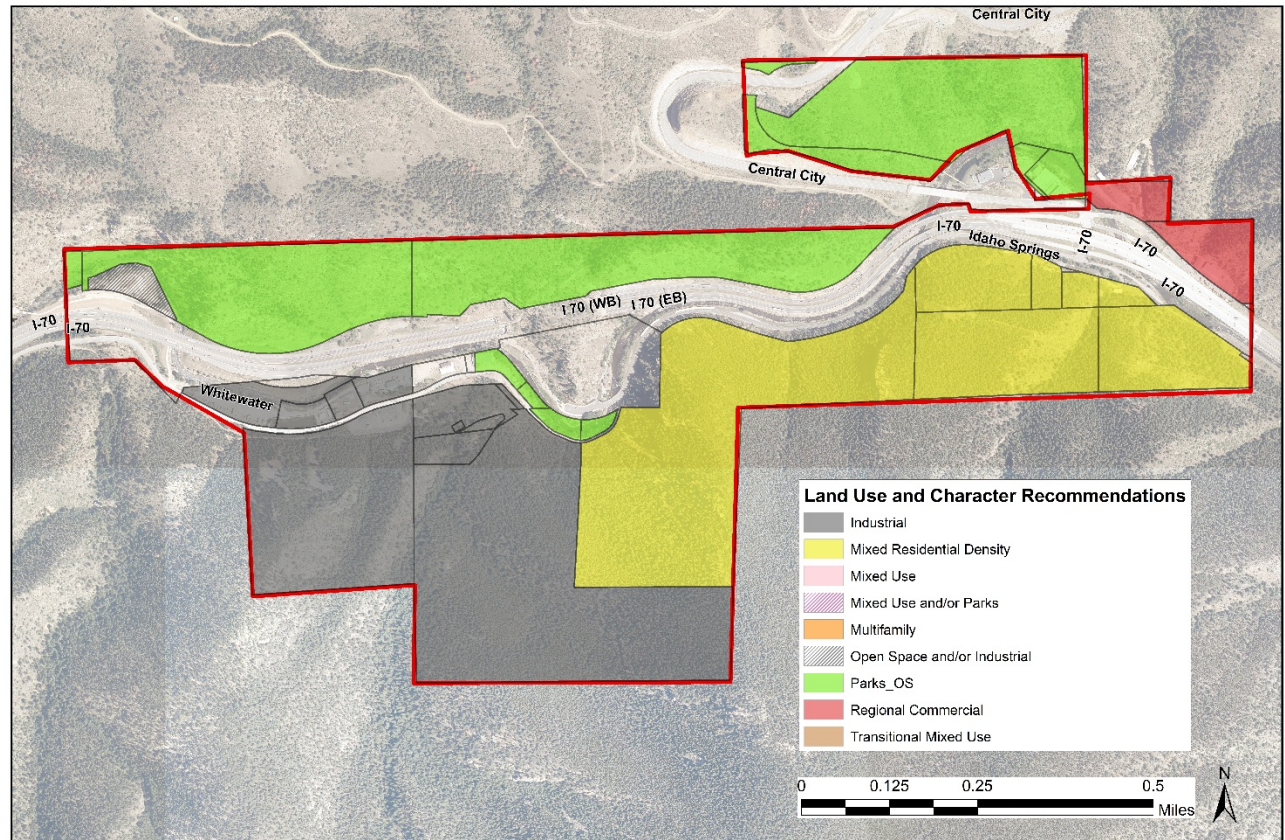 Central City
Central City
I-70
I-70
I-70
Idaho Springs
I-70
I 70 (WB)
I 70 (EB)
I-70
I-70
I-70
Whitewater
Land Use and Character Recommendations
Industrial
Mixed Residential Density
Mixed Use
Mixed Use and/or Parks
Multifamily
Open Space and/or Industrial
Parks_OS
Regional Commercial
Transitional Mixed Use
0 0.125 0.25 0.5
Miles
N